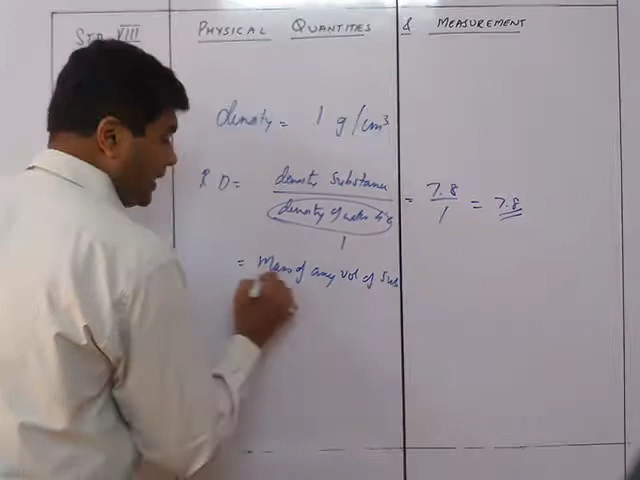 STD VIII
PHYSICAL QUANTITIES & MEASUREMENT
density = 1 g/cm³
R D = density substance / density of water 4°C = 7.8 / 1 = 7.8
1
= Mass of any vol of Sub